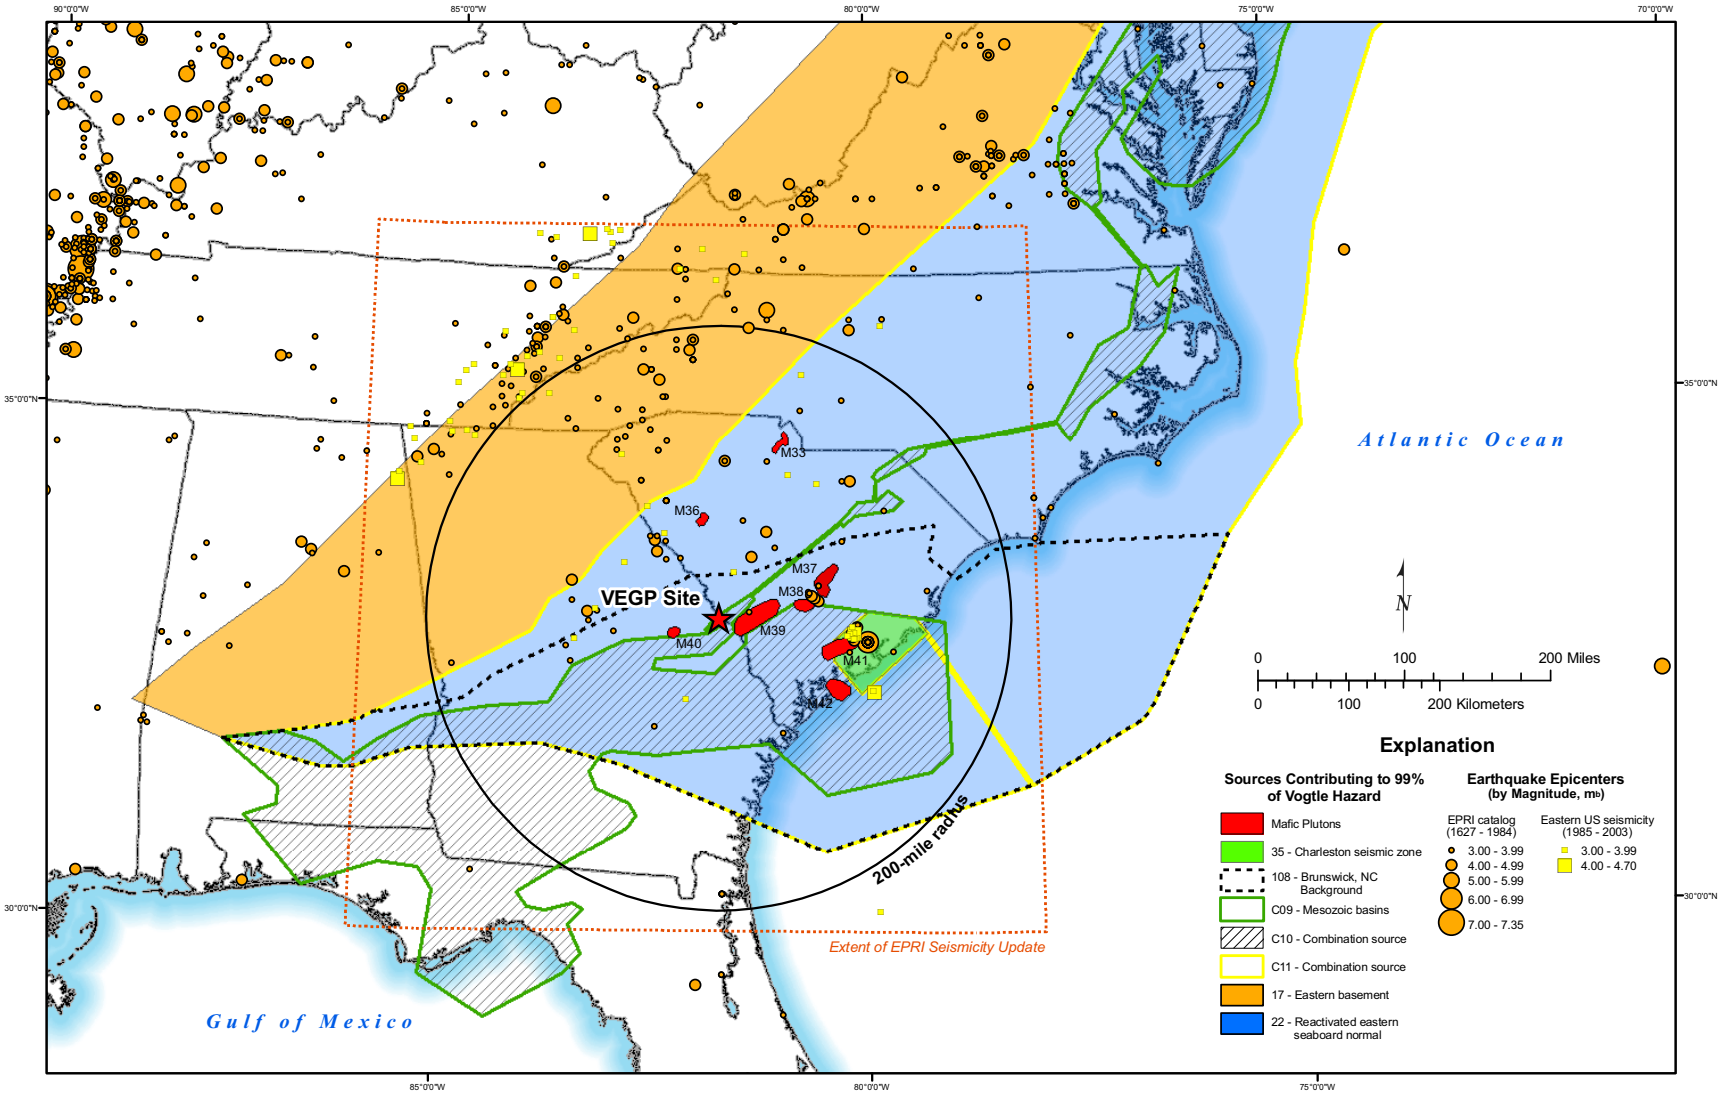 90°0'0"W
85°0'0"W
80°0'0"W
75°0'0"W
70°0'0"W
35°0'0"N
35°0'0"N
30°0'0"N
30°0'0"N
85°0'0"W
80°0'0"W
75°0'0"W
M33
M36
M37
M38
M39
M40
M41
M42
VEGP Site
200-mile radius
Extent of EPRI Seismicity Update
Atlantic Ocean
Gulf of Mexico
N
0 100 200 Miles
0 100 200 Kilometers
Explanation
Sources Contributing to 99%
of Vogtle Hazard
Mafic Plutons
35 - Charleston seismic zone
108 - Brunswick, NC
Background
C09 - Mesozoic basins
C10 - Combination source
C11 - Combination source
17 - Eastern basement
22 - Reactivated eastern
seaboard normal
Earthquake Epicenters
(by Magnitude, mb)
EPRI catalog
(1627 - 1984)
3.00 - 3.99
4.00 - 4.99
5.00 - 5.99
6.00 - 6.99
7.00 - 7.35
Eastern US seismicity
(1985 - 2003)
3.00 - 3.99
4.00 - 4.70